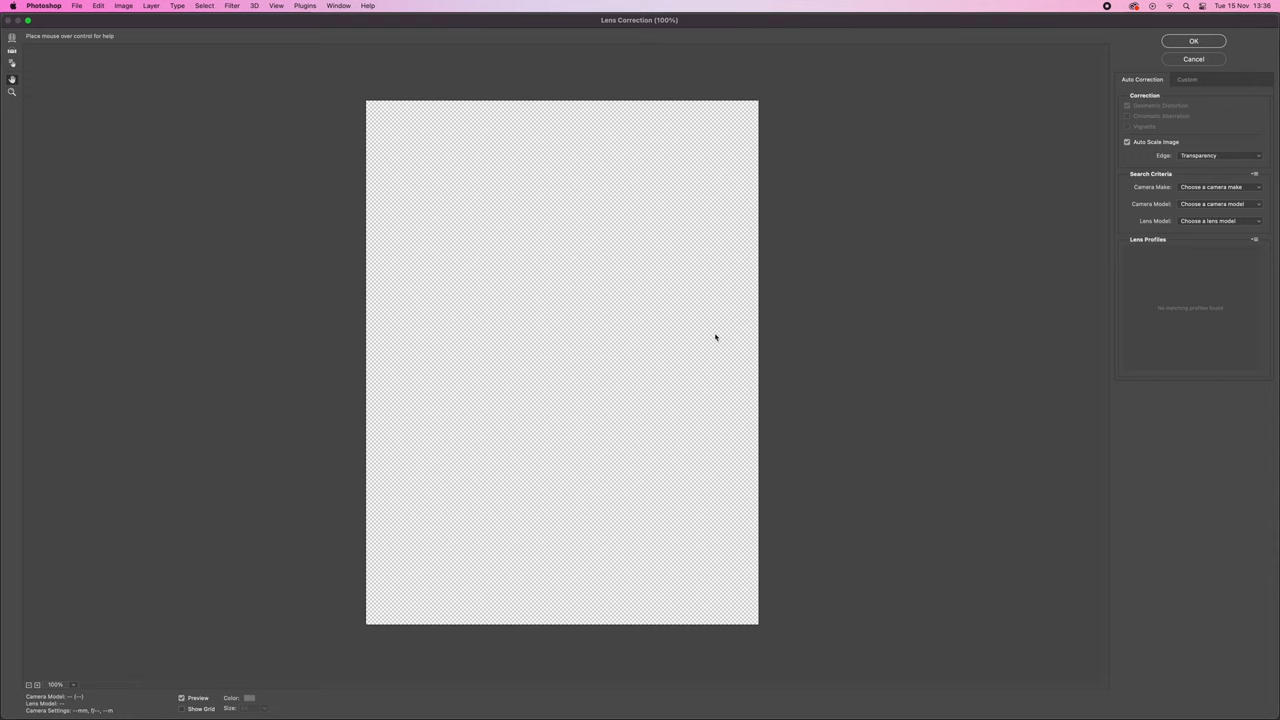 Photoshop File Edit Image Layer Type Select Filter 3D View Plugins Window Help Tue 15 Nov 13:36
Lens Correction (100%)
Place mouse over control for help
OK
Cancel
Auto Correction Custom
Correction
Geometric Distortion
Chromatic Aberration
Vignette
Auto Scale Image
Edge: Transparency
Search Criteria
Camera Make: Choose a camera make
Camera Model: Choose a camera model
Lens Model: Choose a lens model
Lens Profiles
No matching profiles found
100%
Camera Model: -- (--)
Lens Model: --
Camera Settings: --mm, f/--, --m
Preview Color:
Show Grid Size: